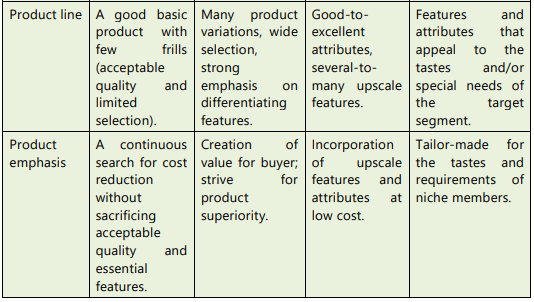 Product line
A good basic
product with
few frills
(acceptable
quality and
limited
selection).
Many product
variations, wide
selection,
strong
emphasis on
differentiating
features.
Good-to-
excellent
attributes,
several-to-
many upscale
features.
Features and
attributes that
appeal to the
tastes and/or
special needs of
the target
segment.
Product
emphasis
A continuous
search for cost
reduction
without
sacrificing
acceptable
quality and
essential
features.
Creation of
value for buyer;
strive for
product
superiority.
Incorporation
of upscale
features and
attributes at
low cost.
Tailor-made for
the tastes and
requirements of
niche members.